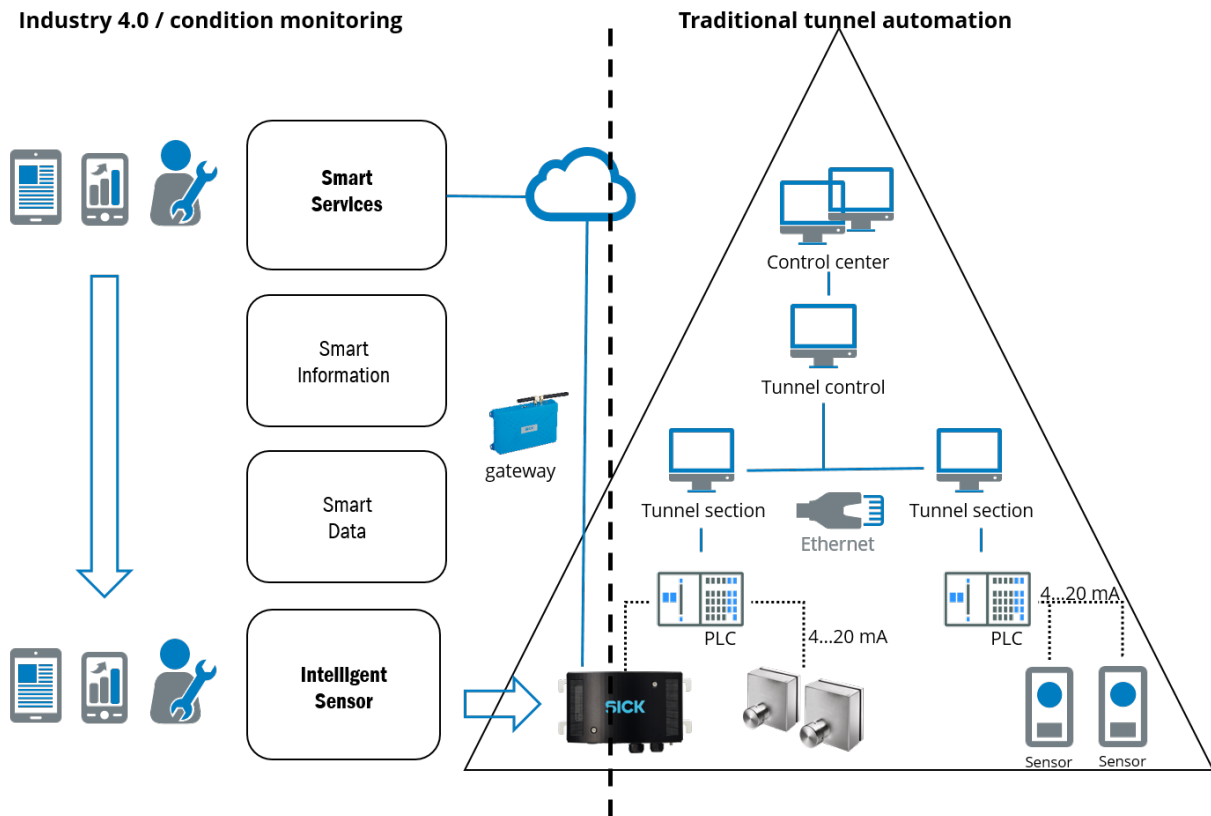 Industry 4.0 / condition monitoring
Traditional tunnel automation
Smart
Services
Control center
Smart
Information
Tunnel control
gateway
Smart
Data
Tunnel section
Tunnel section
Ethernet
4...20 mA
PLC
4...20 mA
PLC
Intelligent
Sensor
SICK
Sensor
Sensor